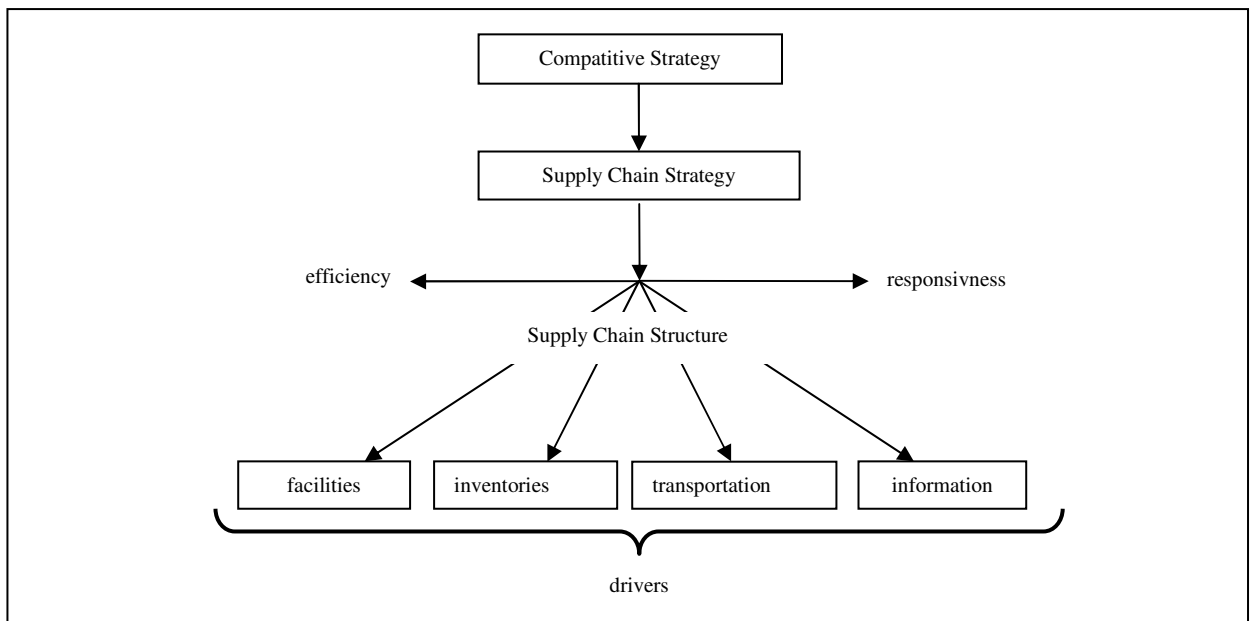 Compatitive Strategy
Supply Chain Strategy
efficiency
responsivness
Supply Chain Structure
facilities
inventories
transportation
information
drivers